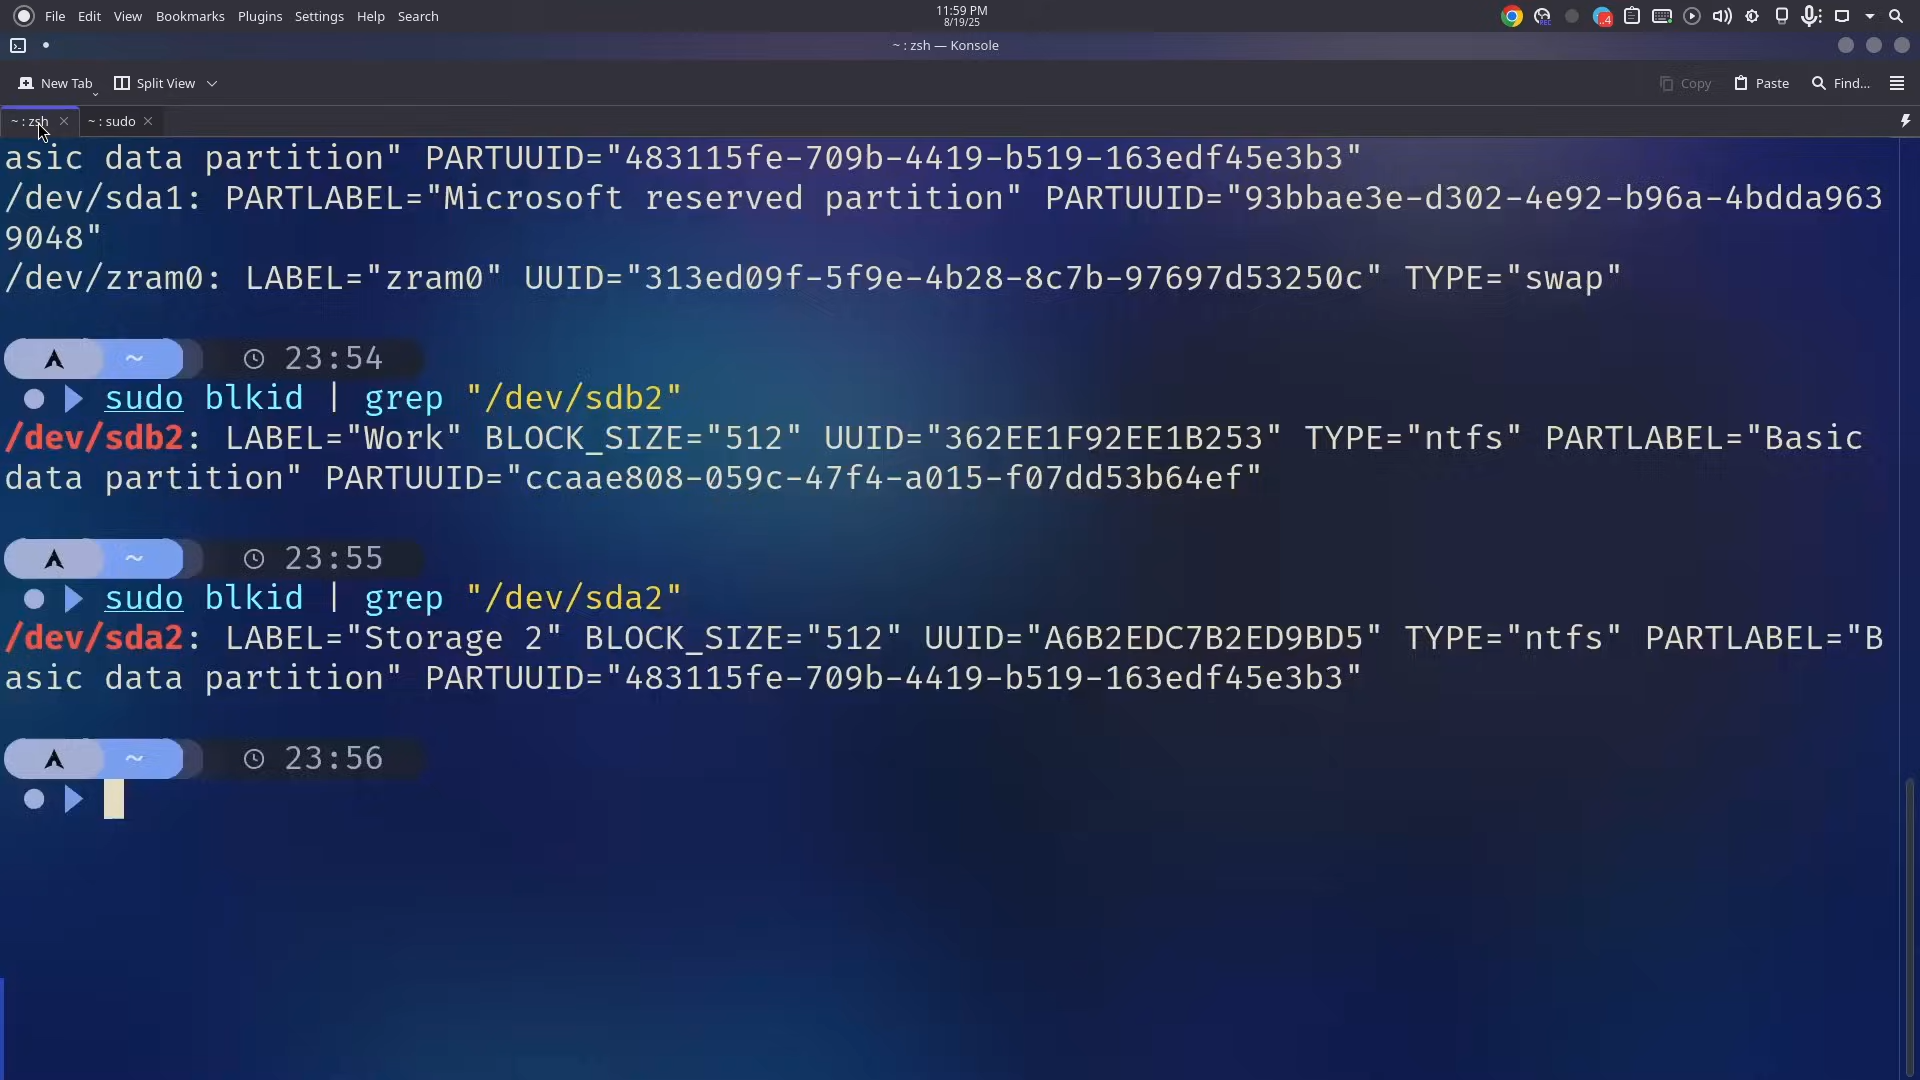 File Edit View Bookmarks Plugins Settings Help Search
11:59 PM
8/19/25
~ : zsh — Konsole
New Tab Split View Copy Paste Find...
~ : zsh ~ : sudo
asic data partition" PARTUUID="483115fe-709b-4419-b519-163edf45e3b3"
/dev/sda1: PARTLABEL="Microsoft reserved partition" PARTUUID="93bbae3e-d302-4e92-b96a-4bdda963
9048"
/dev/zram0: LABEL="zram0" UUID="313ed09f-5f9e-4b28-8c7b-97697d53250c" TYPE="swap"
~ 23:54
sudo blkid | grep "/dev/sdb2"
/dev/sdb2: LABEL="Work" BLOCK_SIZE="512" UUID="362EE1F92EE1B253" TYPE="ntfs" PARTLABEL="Basic
data partition" PARTUUID="ccaae808-059c-47f4-a015-f07dd53b64ef"
~ 23:55
sudo blkid | grep "/dev/sda2"
/dev/sda2: LABEL="Storage 2" BLOCK_SIZE="512" UUID="A6B2EDC7B2ED9BD5" TYPE="ntfs" PARTLABEL="B
asic data partition" PARTUUID="483115fe-709b-4419-b519-163edf45e3b3"
~ 23:56